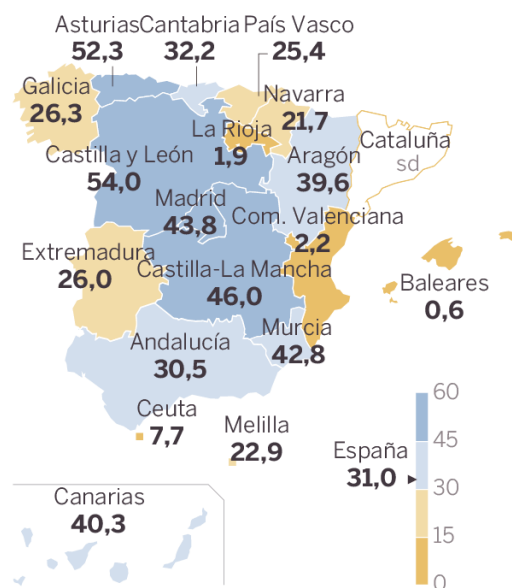 Asturias Cantabria País Vasco
52,3 32,2 25,4
Galicia
26,3
Navarra
21,7
La Rioja
1,9
Cataluña
sd
Castilla y León
54,0
Aragón
39,6
Madrid
43,8
Com. Valenciana
2,2
Extremadura
26,0
Castilla-La Mancha
46,0
Baleares
0,6
Andalucía
30,5
Murcia
42,8
Ceuta
7,7
Melilla
22,9
España
31,0
60
45
30
15
0
Canarias
40,3